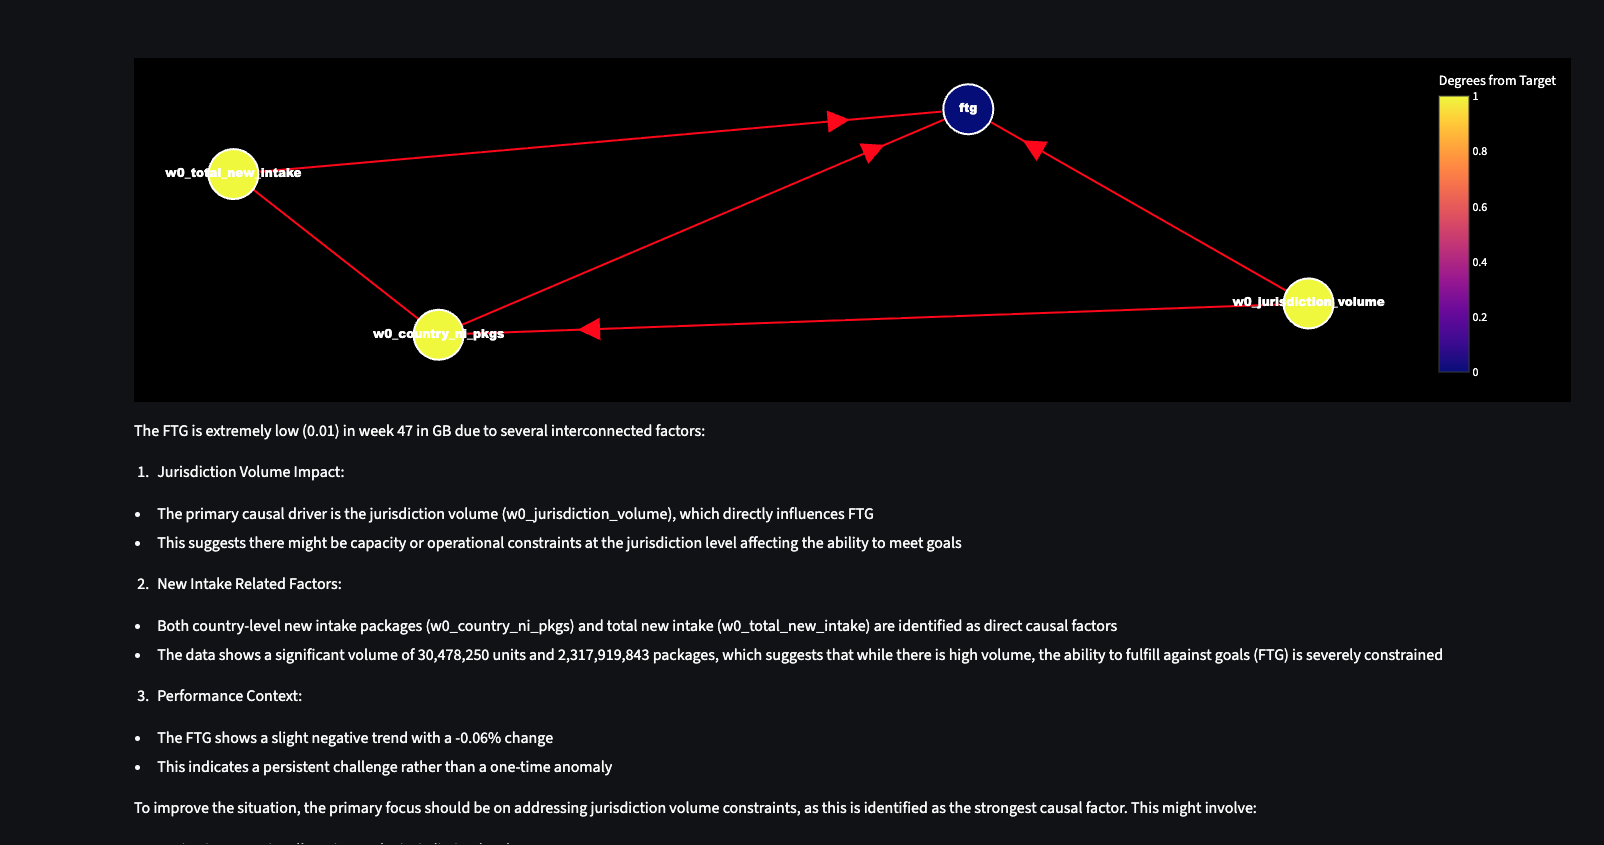 Degrees from Target
1
ftg
0.8
w0_total_new_intake
0.6
0.4
w0_jurisdiction_volume
0.2
w0_country_ni_pkgs
0
The FTG is extremely low (0.01) in week 47 in GB due to several interconnected factors:
1. Jurisdiction Volume Impact:
• The primary causal driver is the jurisdiction volume (w0_jurisdiction_volume), which directly influences FTG
• This suggests there might be capacity or operational constraints at the jurisdiction level affecting the ability to meet goals
2. New Intake Related Factors:
• Both country-level new intake packages (w0_country_ni_pkgs) and total new intake (w0_total_new_intake) are identified as direct causal factors
• The data shows a significant volume of 30,478,250 units and 2,317,919,843 packages, which suggests that while there is high volume, the ability to fulfill against goals (FTG) is severely constrained
3. Performance Context:
• The FTG shows a slight negative trend with a -0.06% change
• This indicates a persistent challenge rather than a one-time anomaly
To improve the situation, the primary focus should be on addressing jurisdiction volume constraints, as this is identified as the strongest causal factor. This might involve: